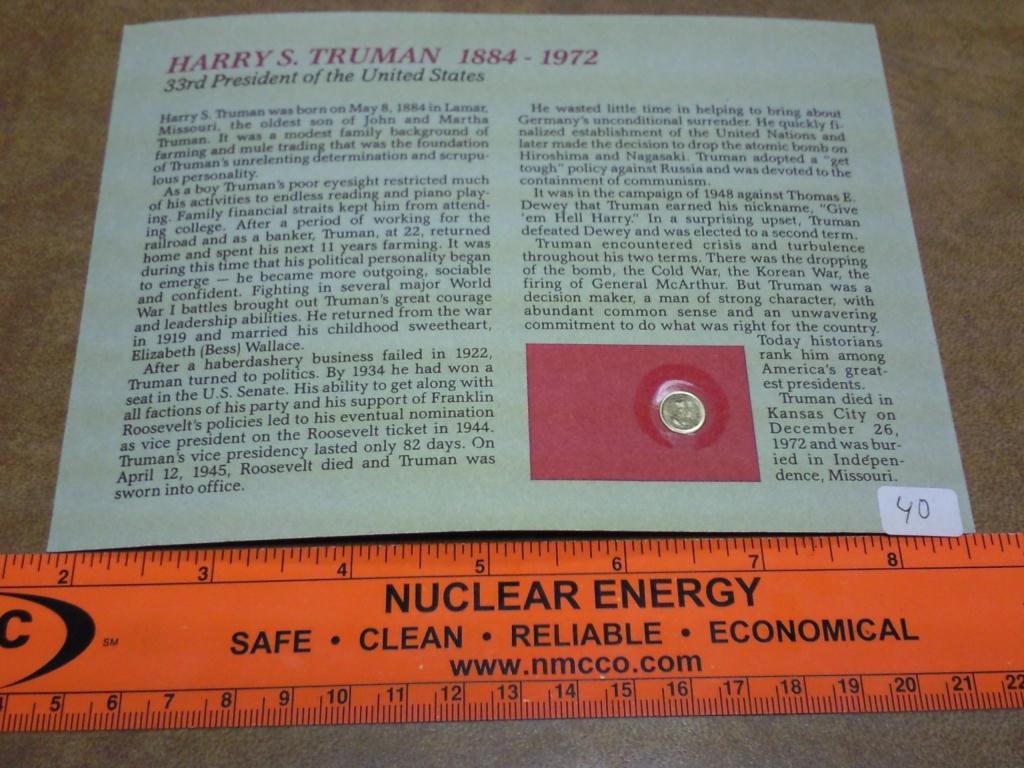 HARRY S. TRUMAN 1884 - 1972
33rd President of the United States
Harry S. Truman was born on May 8, 1884 in Lamar,
Missouri, the oldest son of John and Martha
Truman. It was a modest family background of
farming and mule trading that was the foundation
of Truman's unrelenting determination and scrupu-
lous personality.
As a boy Truman's poor eyesight restricted much
of his activities to endless reading and piano play-
ing. Family financial straits kept him from attend-
ing college. After a period of working for the
railroad and as a banker, Truman, at 22, returned
home and spent his next 11 years farming. It was
during this time that his political personality began
to emerge — he became more outgoing, sociable
and confident. Fighting in several major World
War I battles brought out Truman's great courage
and leadership abilities. He returned from the war
in 1919 and married his childhood sweetheart,
Elizabeth (Bess) Wallace.
After a haberdashery business failed in 1922,
Truman turned to politics. By 1934 he had won a
seat in the U.S. Senate. His ability to get along with
all factions of his party and his support of Franklin
Roosevelt's policies led to his eventual nomination
as vice president on the Roosevelt ticket in 1944.
Truman's vice presidency lasted only 82 days. On
April 12, 1945, Roosevelt died and Truman was
sworn into office.
He wasted little time in helping to bring about
Germany's unconditional surrender. He quickly fi-
nalized establishment of the United Nations and
later made the decision to drop the atomic bomb on
Hiroshima and Nagasaki. Truman adopted a "get
tough" policy against Russia and was devoted to the
containment of communism.
It was in the campaign of 1948 against Thomas E.
Dewey that Truman earned his nickname, "Give
'em Hell Harry." In a surprising upset, Truman
defeated Dewey and was elected to a second term.
Truman encountered crisis and turbulence
throughout his two terms. There was the dropping
of the bomb, the Cold War, the Korean War, the
firing of General McArthur. But Truman was a
decision maker, a man of strong character, with
abundant common sense and an unwavering
commitment to do what was right for the country.
Today historians
rank him among
America's great-
est presidents.
Truman died in
Kansas City on
December 26,
1972 and was bur-
ied in Indepen-
dence, Missouri.
40
2 3 4 5 6 7 8
C
SM
NUCLEAR ENERGY
SAFE • CLEAN • RELIABLE • ECONOMICAL
www.nmcco.com
4 5 6 7 8 9 10 11 12 13 14 15 16 17 18 19 20 21 22